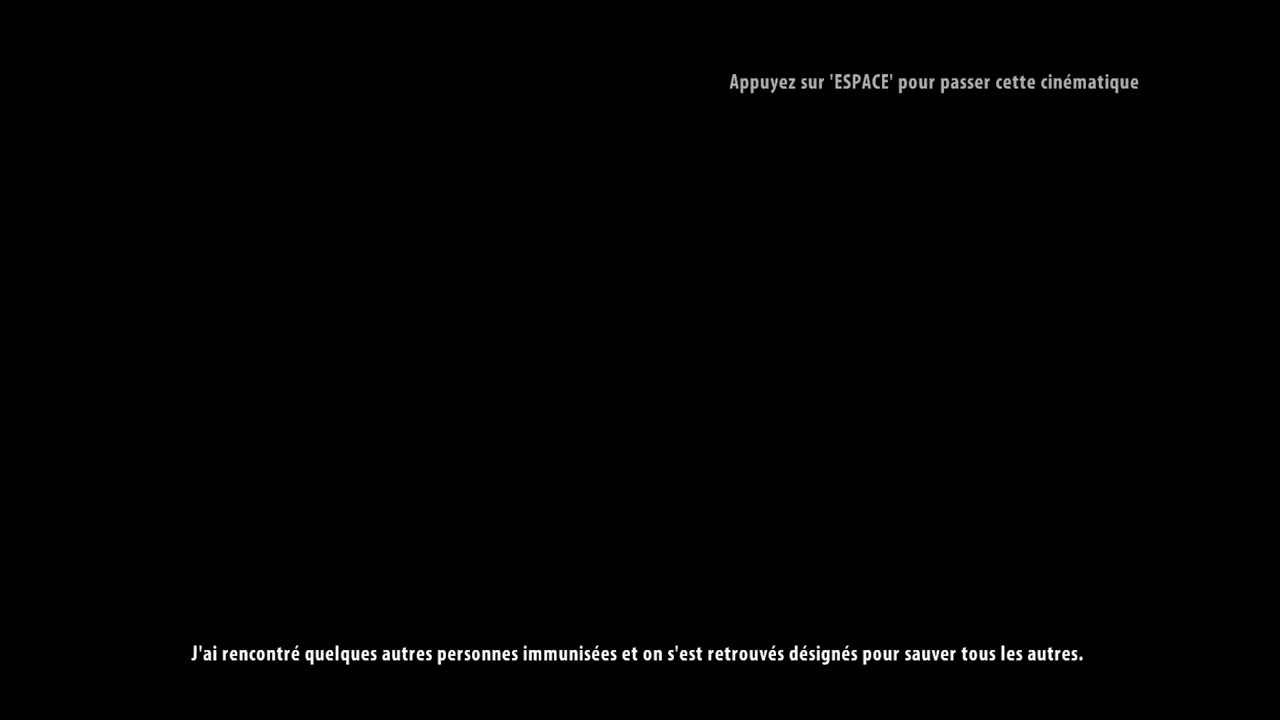 Appuyez sur 'ESPACE' pour passer cette cinématique
J'ai rencontré quelques autres personnes immunisées et on s'est retrouvés désignés pour sauver tous les autres.